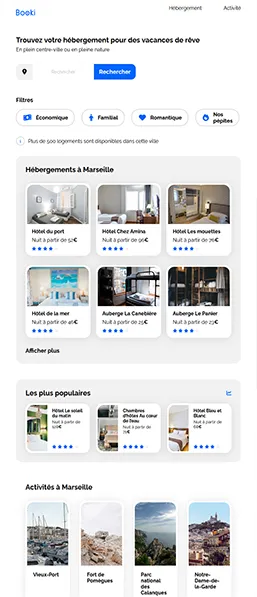 Booki
Hébergement
Activité
Trouvez votre hébergement pour des vacances de rêve
En plein centre-ville ou en pleine nature
Rechercher
Rechercher
Filtres
Économique
Familial
Romantique
Nos
pépites
Plus de 500 logements sont disponibles dans cette ville
Hébergements à Marseille
Hôtel du port
Nuit à partir de 52€
Hôtel Chez Amina
Nuit à partir de 96€
Hôtel Les mouettes
Nuit à partir de 76€
Hôtel de la mer
Nuit à partir de 46€
Auberge La Canebière
Nuit à partir de 25€
Auberge Le Panier
Nuit à partir de 23€
Afficher plus
Les plus populaires
Hôtel Le soleil
du matin
Nuit à partir de
Chambres
d'hôtes Au cœur
de l'eau
Nuit à partir de
Hôtel Bleu et
Blanc
Nuit à partir de
Activités à Marseille
Vieux-Port
Fort de
Pomègues
Parc
national
des
Calanques
Notre-
Dame-de-
la-Garde